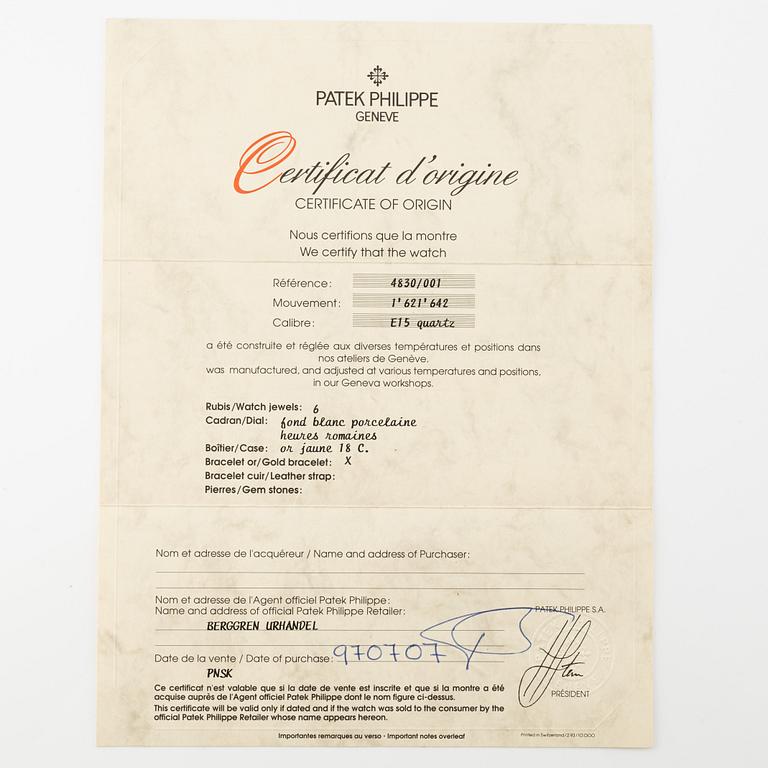 PATEK PHILIPPE
GENEVE
Certificat d'origine
CERTIFICATE OF ORIGIN
Nous certifions que la montre
We certify that the watch
Référence: 4830/001
Mouvement: 1'621'642
Calibre: E15 quartz
a été construite et réglée aux diverses températures et positions dans
nos ateliers de Genève.
was manufactured, and adjusted at various temperatures and positions,
in our Geneva workshops.
Rubis/Watch jewels: 6
Cadran/Dial: fond blanc porcelaine
heures romaines
Boîtier/Case: or jaune 18 C.
Bracelet or/Gold bracelet: X
Bracelet cuir/Leather strap:
Pierres/Gem stones:
Nom et adresse de l'acquéreur / Name and address of Purchaser:
Nom et adresse de l'Agent officiel Patek Philippe:
Name and address of official Patek Philippe Retailer:
PATEK PHILIPPE S.A.
BERGGREN URHANDEL
Date de la vente / Date of purchase: 970707
PNSK
PRÉSIDENT
Ce certificat n'est valable que si la date de vente est inscrite et que si la montre a été
acquise auprès de l'Agent officiel Patek Philippe dont le nom figure ci-dessus.
This certificate will be valid only if dated and if the watch was sold to the consumer by the
official Patek Philippe Retailer whose name appears hereon.
Importantes remarques au verso · Important notes overleaf
Printed in Switzerland/2.93/10.000